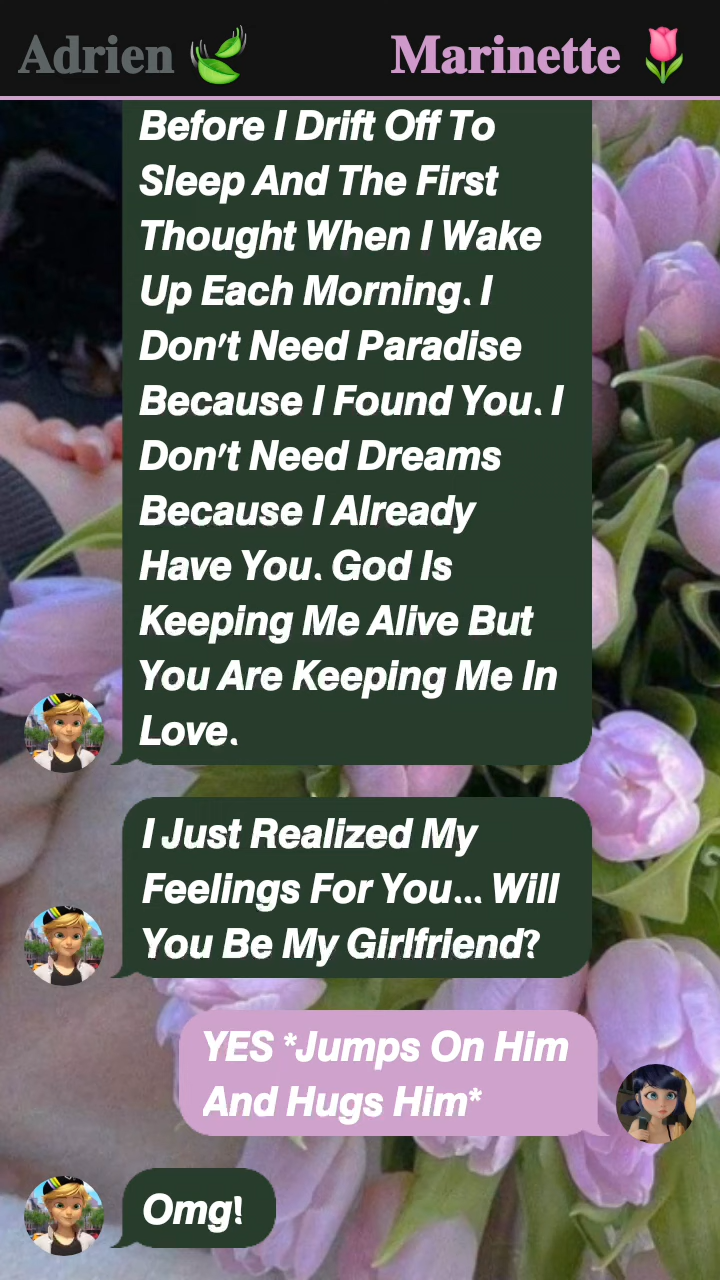 Adrien 🍃 Marinette 🌷
Before I Drift Off To
Sleep And The First
Thought When I Wake
Up Each Morning. I
Don't Need Paradise
Because I Found You. I
Don't Need Dreams
Because I Already
Have You. God Is
Keeping Me Alive But
You Are Keeping Me In
Love.
I Just Realized My
Feelings For You... Will
You Be My Girlfriend?
YES *Jumps On Him
And Hugs Him*
Omg!